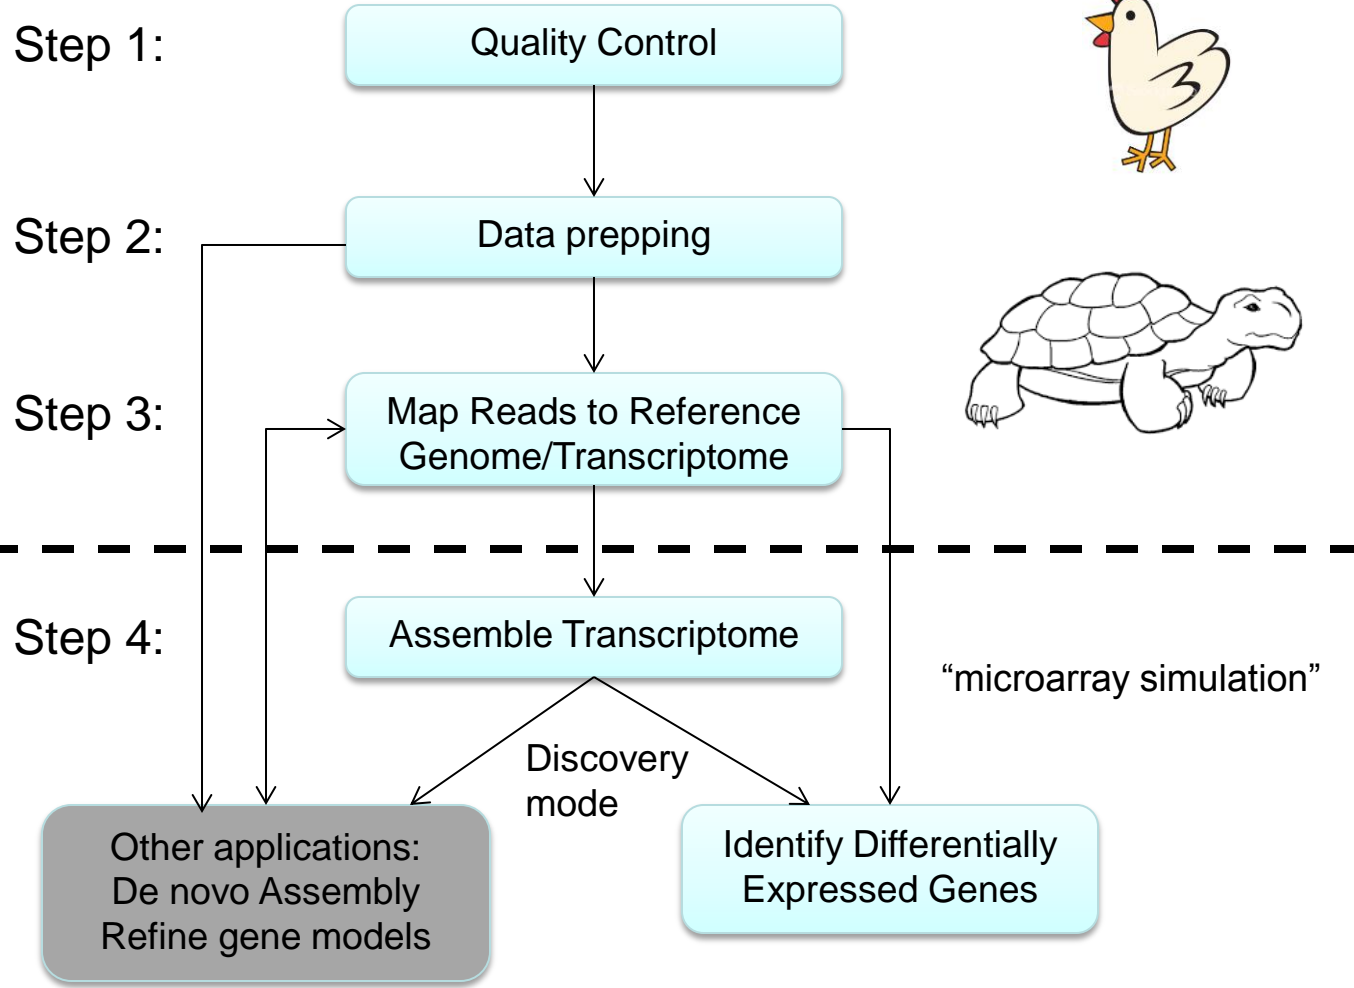 Step 1:
Quality Control
Step 2:
Data prepping
Step 3:
Map Reads to Reference
Genome/Transcriptome
Step 4:
Assemble Transcriptome
“microarray simulation”
Discovery
mode
Other applications:
De novo Assembly
Refine gene models
Identify Differentially
Expressed Genes